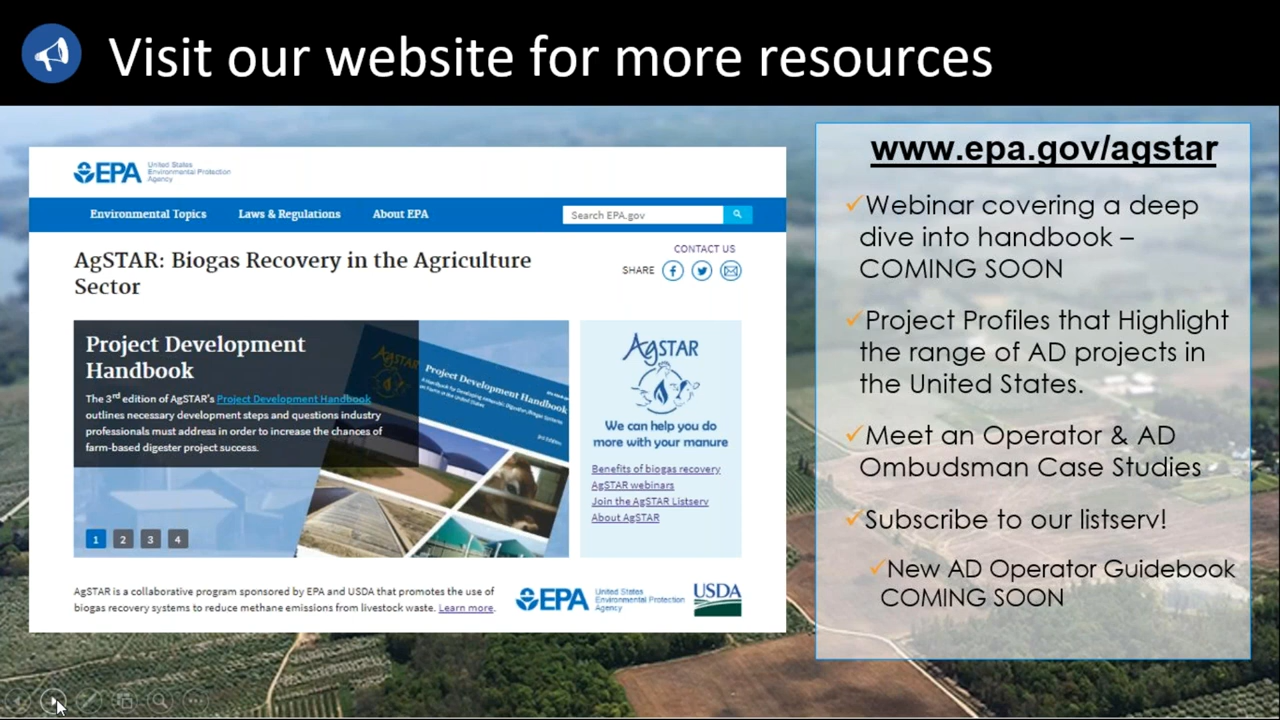 Visit our website for more resources
EPA
United States
Environmental Protection
Agency
Environmental Topics
Laws & Regulations
About EPA
Search EPA.gov
AgSTAR: Biogas Recovery in the Agriculture
Sector
CONTACT US
SHARE
Project Development
Handbook
The 3rd edition of AgSTAR's Project Development Handbook
outlines necessary development steps and questions industry
professionals must address in order to increase the chances of
farm-based digester project success.
AgSTAR
Project Development Handbook
3rd Edition
1 2 3 4
AgSTAR
We can help you do
more with your manure
Benefits of biogas recovery
AgSTAR webinars
Join the AgSTAR Listserv
About AgSTAR
AgSTAR is a collaborative program sponsored by EPA and USDA that promotes the use of
biogas recovery systems to reduce methane emissions from livestock waste. Learn more.
EPA
United States
Environmental Protection
Agency
USDA
www.epa.gov/agstar
✓Webinar covering a deep
dive into handbook –
COMING SOON
✓Project Profiles that Highlight
the range of AD projects in
the United States.
✓Meet an Operator & AD
Ombudsman Case Studies
✓Subscribe to our listserv!
✓New AD Operator Guidebook
COMING SOON